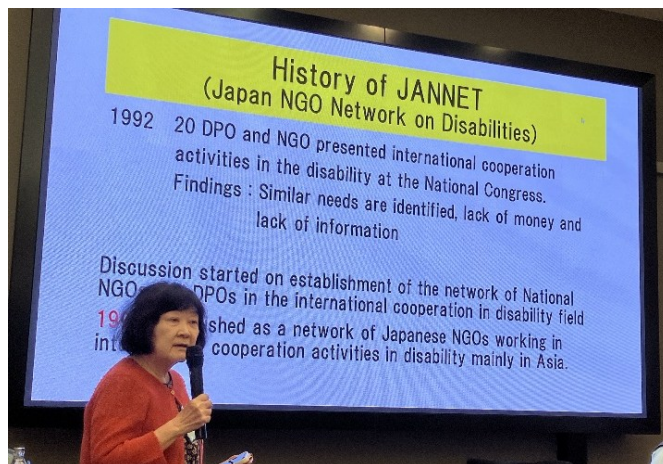 History of JANNET
(Japan NGO Network on Disabilities)
1992 20 DPO and NGO presented international cooperation
activities in the disability at the National Congress.
Findings : Similar needs are identified, lack of money and
lack of information
Discussion started on establishment of the network of National
NGO DPOs in the international cooperation in disability field
as a network of Japanese NGOs working in
cooperation activities in disability mainly in Asia.